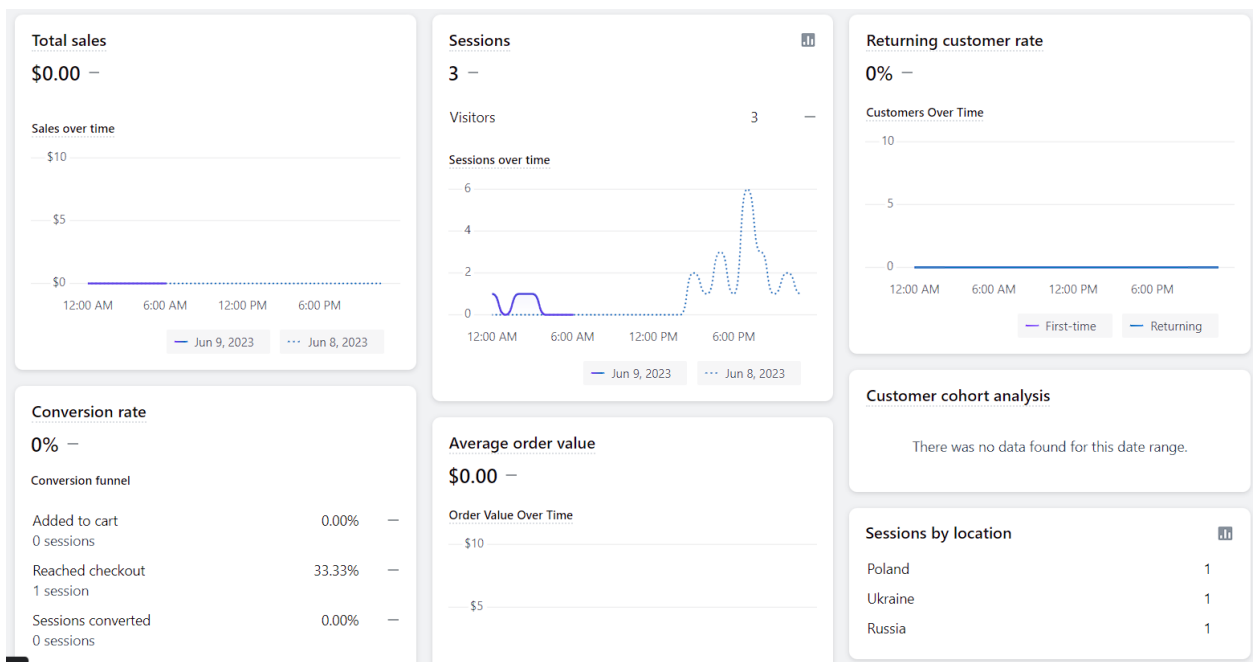 Total sales
$0.00 –
Sales over time
$10
$5
$0
12:00 AM 6:00 AM 12:00 PM 6:00 PM
Jun 9, 2023 Jun 8, 2023
Conversion rate
0% –
Conversion funnel
Added to cart 0.00% –
0 sessions
Reached checkout 33.33% –
1 session
Sessions converted 0.00% –
0 sessions
Sessions
3 –
Visitors 3 –
Sessions over time
6
4
2
0
12:00 AM 6:00 AM 12:00 PM 6:00 PM
Jun 9, 2023 Jun 8, 2023
Average order value
$0.00 –
Order Value Over Time
$10
$5
Returning customer rate
0% –
Customers Over Time
10
5
0
12:00 AM 6:00 AM 12:00 PM 6:00 PM
First-time Returning
Customer cohort analysis
There was no data found for this date range.
Sessions by location
Poland 1
Ukraine 1
Russia 1